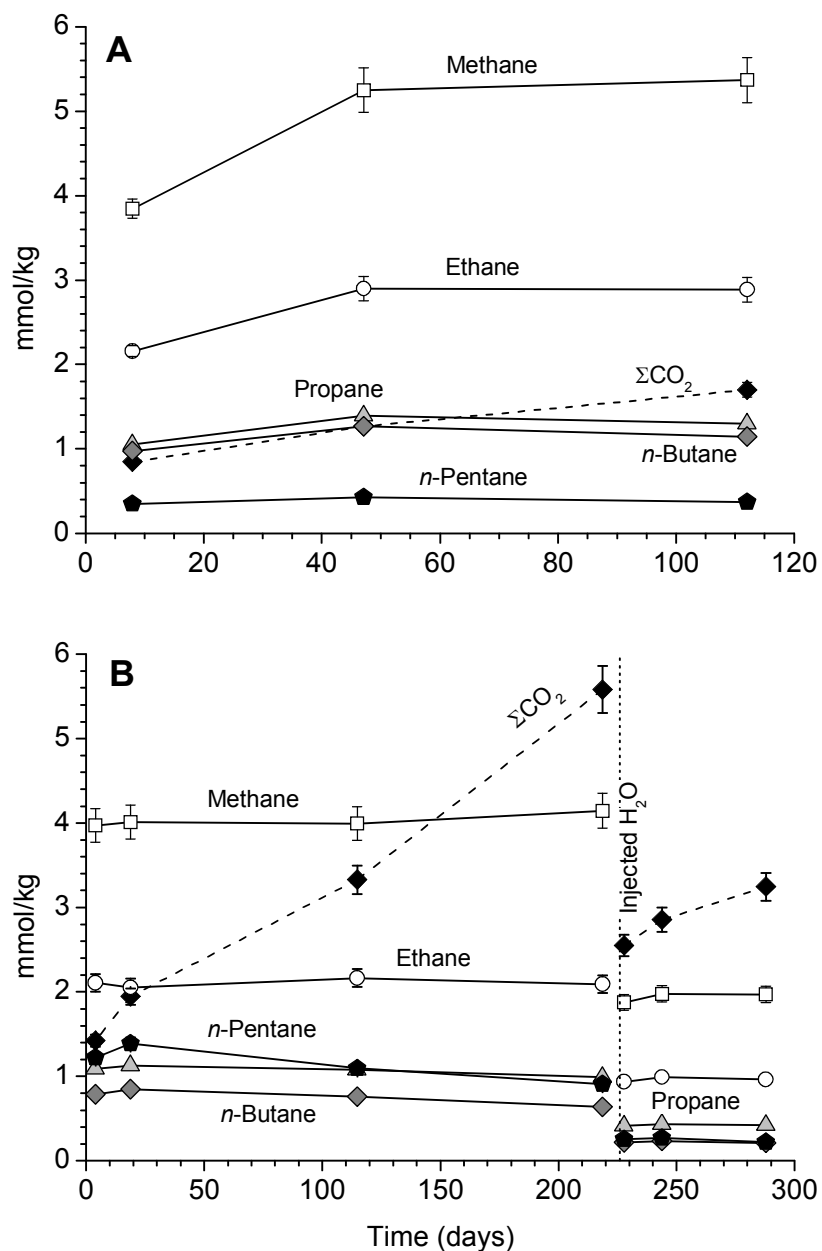 A
6
5
4
3
2
1
0
mmol/kg
Methane
Ethane
Propane
ΣCO₂
n-Butane
n-Pentane
0 20 40 60 80 100 120
B
6
5
4
3
2
1
0
mmol/kg
ΣCO₂
Methane
Injected H₂O
Ethane
n-Pentane
Propane
n-Butane
0 50 100 150 200 250 300
Time (days)